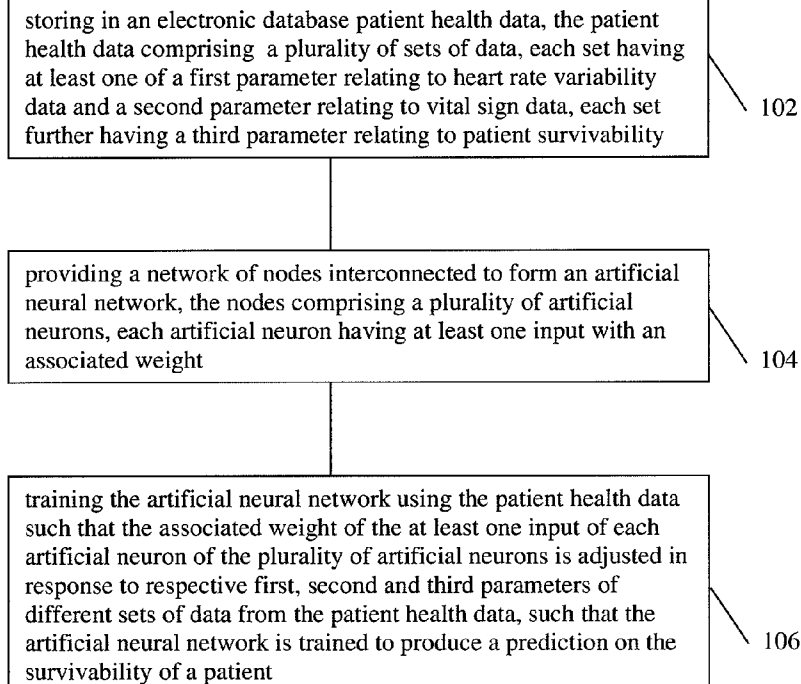 storing in an electronic database patient health data, the patient
health data comprising a plurality of sets of data, each set having
at least one of a first parameter relating to heart rate variability
data and a second parameter relating to vital sign data, each set
further having a third parameter relating to patient survivability
102
providing a network of nodes interconnected to form an artificial
neural network, the nodes comprising a plurality of artificial
neurons, each artificial neuron having at least one input with an
associated weight
104
training the artificial neural network using the patient health data
such that the associated weight of the at least one input of each
artificial neuron of the plurality of artificial neurons is adjusted in
response to respective first, second and third parameters of
different sets of data from the patient health data, such that the
artificial neural network is trained to produce a prediction on the
survivability of a patient
106